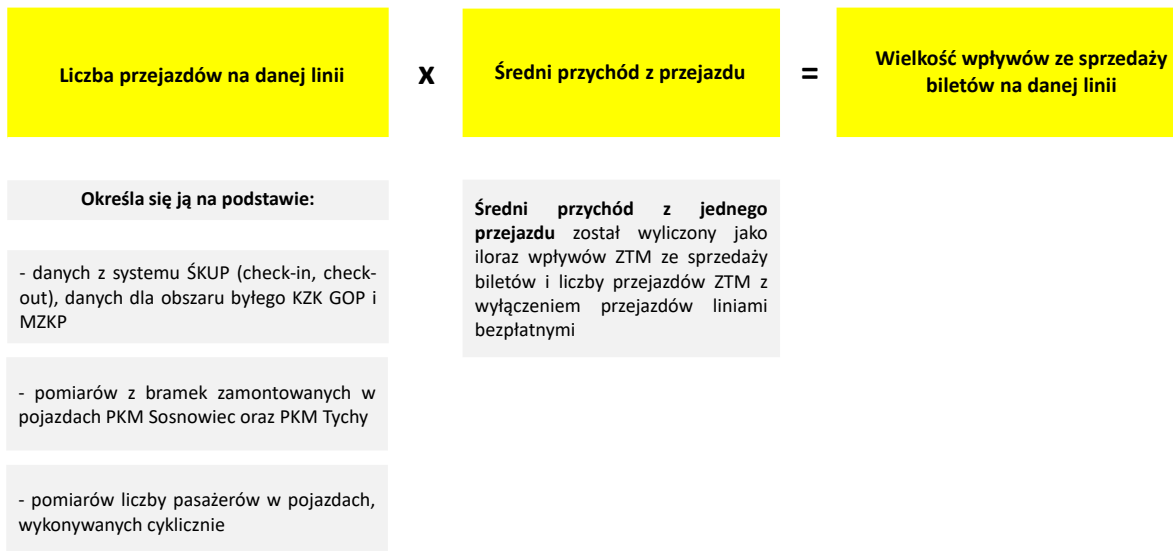 Liczba przejazdów na danej linii
x
Średni przychód z przejazdu
=
Wielkość wpływów ze sprzedaży
biletów na danej linii
Określa się ją na podstawie:
- danych z systemu ŚKUP (check-in, check-
out), danych dla obszaru byłego KZK GOP i
MZKP
- pomiarów z bramek zamontowanych w
pojazdach PKM Sosnowiec oraz PKM Tychy
- pomiarów liczby pasażerów w pojazdach,
wykonywanych cyklicznie
Średni przychód z jednego
przejazdu został wyliczony jako
iloraz wpływów ZTM ze sprzedaży
biletów i liczby przejazdów ZTM z
wyłączeniem przejazdów liniami
bezpłatnymi